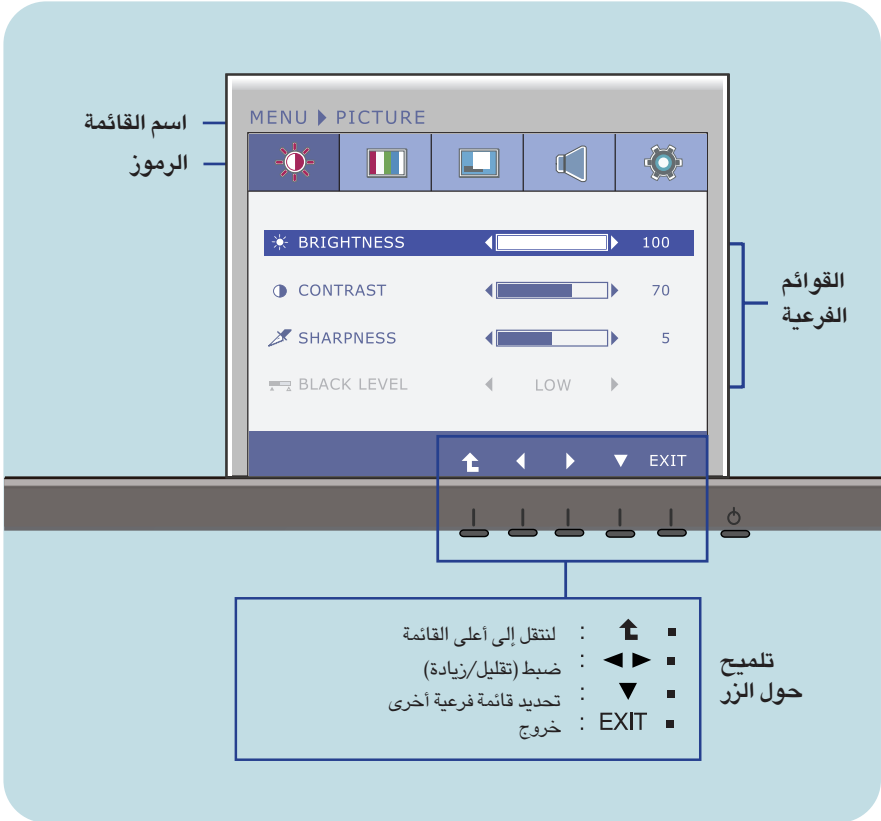 اسم القائمة
الرموز
MENU PICTURE
BRIGHTNESS 100
CONTRAST 70
SHARPNESS 5
BLACK LEVEL LOW
القوائم
الفرعية
EXIT
تلميح
حول الزر
: لنتقل إلى أعلى القائمة
: ضبط (تقليل/زيادة)
: تحديد قائمة فرعية أخرى
EXIT : خروج